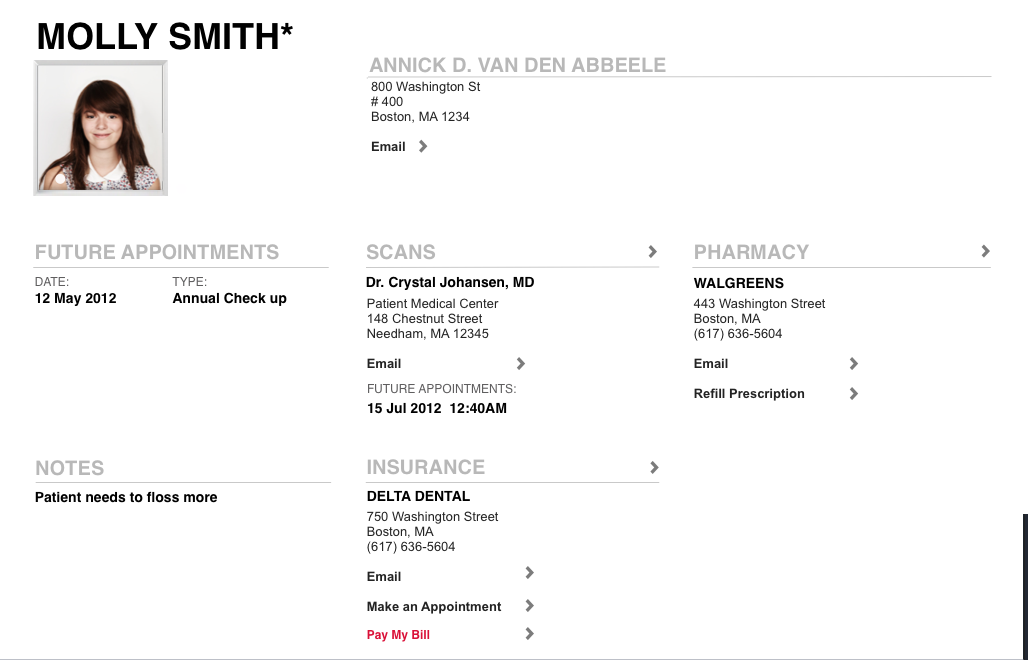 MOLLY SMITH*
ANNICK D. VAN DEN ABBEELE
800 Washington St
# 400
Boston, MA 1234
Email
FUTURE APPOINTMENTS
DATE: TYPE:
12 May 2012 Annual Check up
SCANS
Dr. Crystal Johansen, MD
Patient Medical Center
148 Chestnut Street
Needham, MA 12345
Email
FUTURE APPOINTMENTS:
15 Jul 2012 12:40AM
PHARMACY
WALGREENS
443 Washington Street
Boston, MA
(617) 636-5604
Email
Refill Prescription
NOTES
Patient needs to floss more
INSURANCE
DELTA DENTAL
750 Washington Street
Boston, MA
(617) 636-5604
Email
Make an Appointment
Pay My Bill